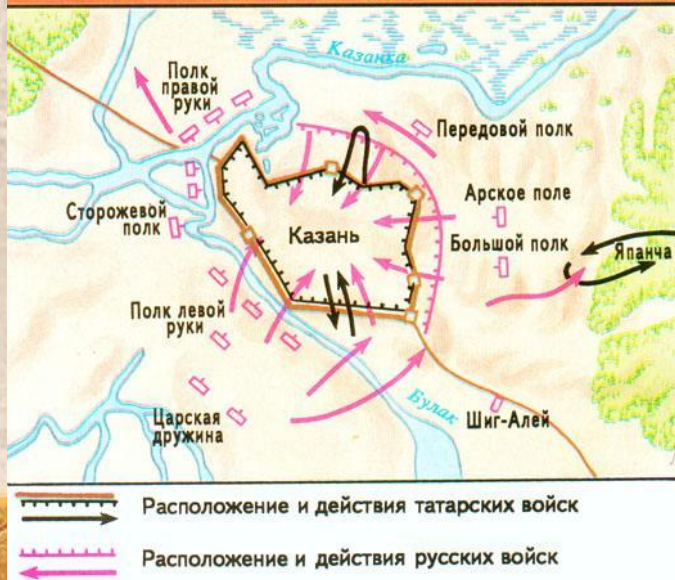 Казанка
Полк
правой
руки
Передовой полк
Арское поле
Сторожевой
полк
Казань
Большой полк
Япанча
Полк левой
руки
Царская
дружина
Булак
Шиг-Алей
Расположение и действия татарских войск
Расположение и действия русских войск